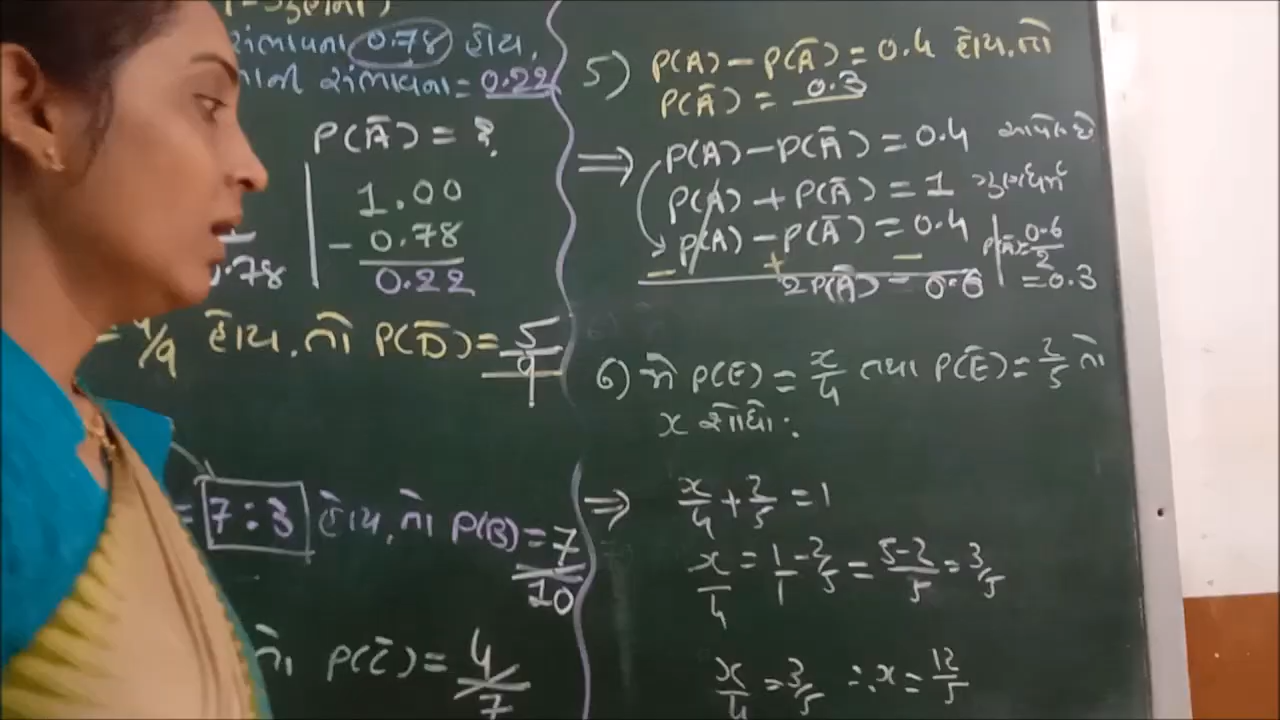 સંભાવના 0.78 હોય,
સંભાવના = 0.22
P(Ā) = ?
1.00
- 0.78
0.22
0.78
= 4/9 હોય, તો P(D̄) = 5/9
= 7:3 હોય, તો P(B) = 7/10
તો P(C̄) = 4/7
5) P(A) - P(Ā) = 0.4 હોય, તો
P(Ā) = 0.3
⇒ P(A) - P(Ā) = 0.4
P(A) + P(Ā) = 1
P(A) - P(Ā) = 0.4
- + -
2P(Ā) = 0.6
P(Ā) = 0.6/2
= 0.3
6) જો P(E) = x/4 તથા P(Ē) = 2/5 તો
x શોધો.
⇒ x/4 + 2/5 = 1
x/4 = 1/1 - 2/5 = 5-2/5 = 3/5
x/4 = 3/5 ∴ x = 12/5